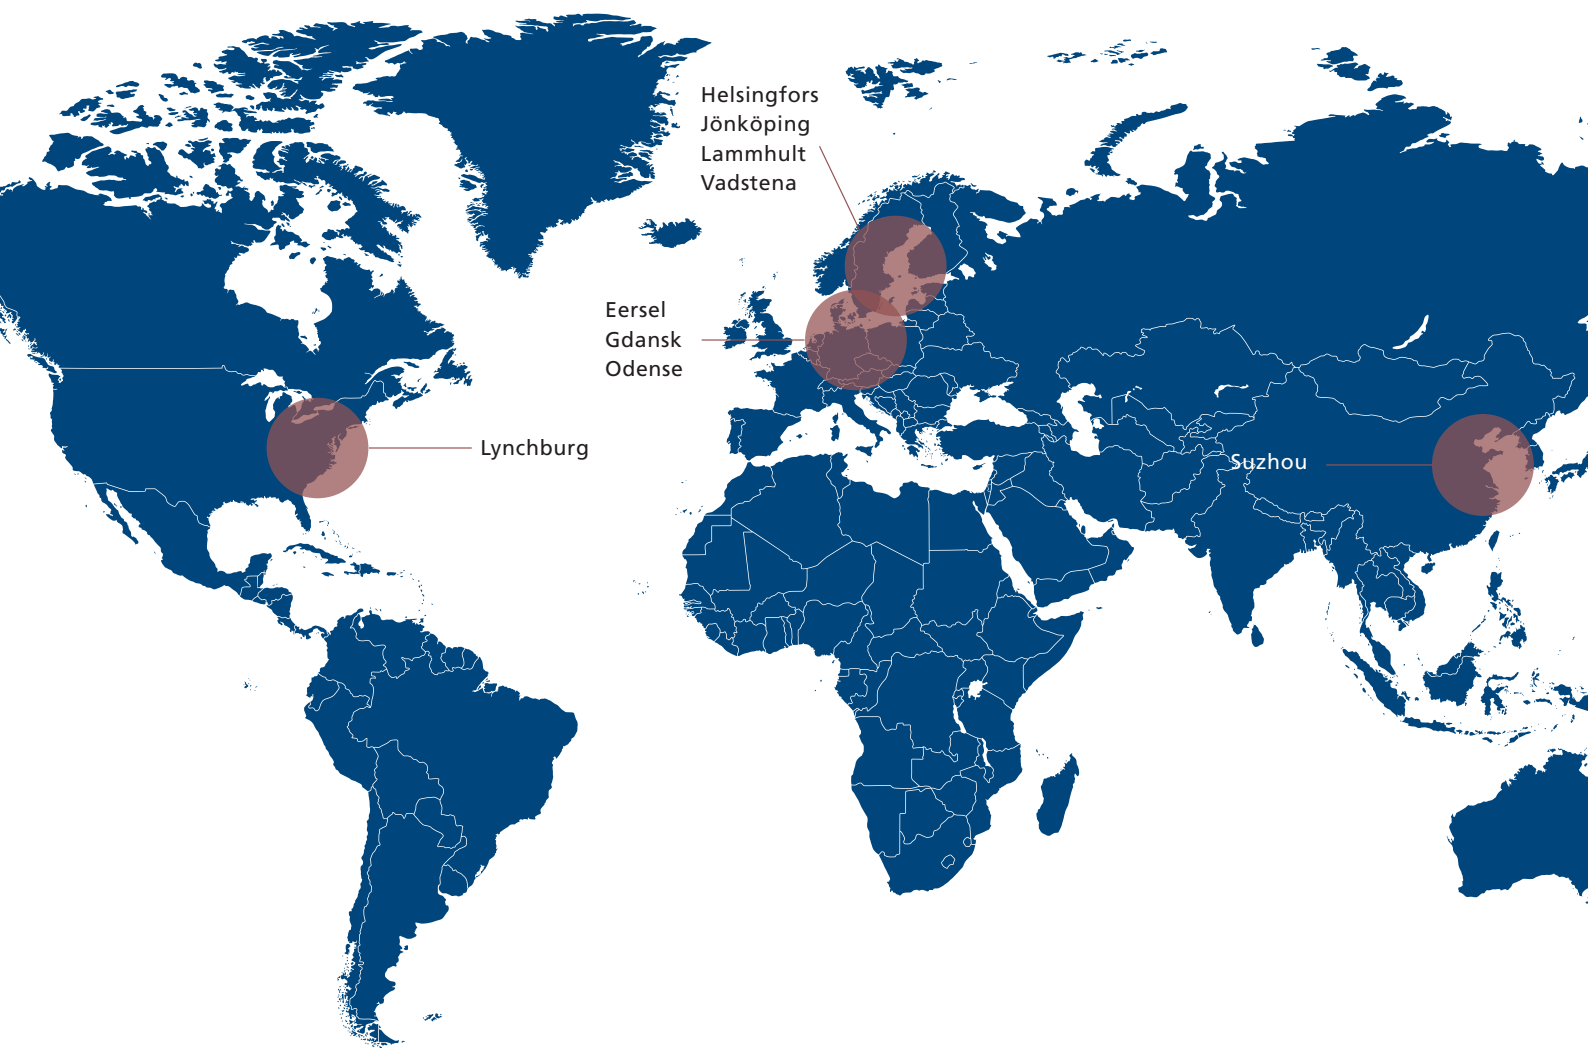 Helsingfors
Jönköping
Lammhult
Vadstena
Eersel
Gdansk
Odense
Lynchburg
Suzhou